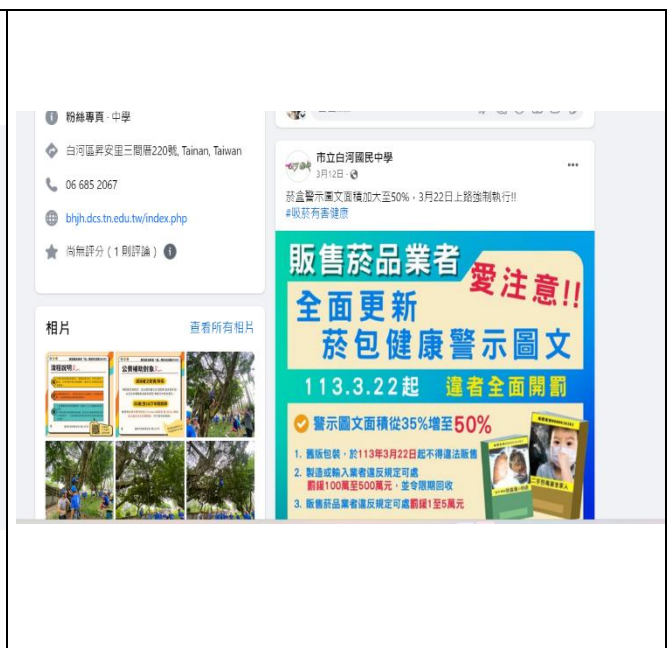 粉絲專頁 · 中學
白河區昇安里三間厝220號, Tainan, Taiwan
06 685 2067
bhjh.dcs.tn.edu.tw/index.php
尚無評分（1 則評論）
相片
查看所有相片
流程說明
公費補助對象
市立白河國民中學
3月12日
菸盒警示圖文面積加大至50%，3月22日上路強制執行!!
#吸菸有害健康
販售菸品業者
愛注意!!
全面更新
菸包健康警示圖文
113.3.22起 違者全面開罰
警示圖文面積從35%增至50%
1. 舊版包裝，於113年3月22日起不得違法販售
2. 製造或輸入業者違反規定可處
罰鍰100萬至500萬元，並令限期回收
3. 販售菸品業者違反規定可處罰鍰1至5萬元